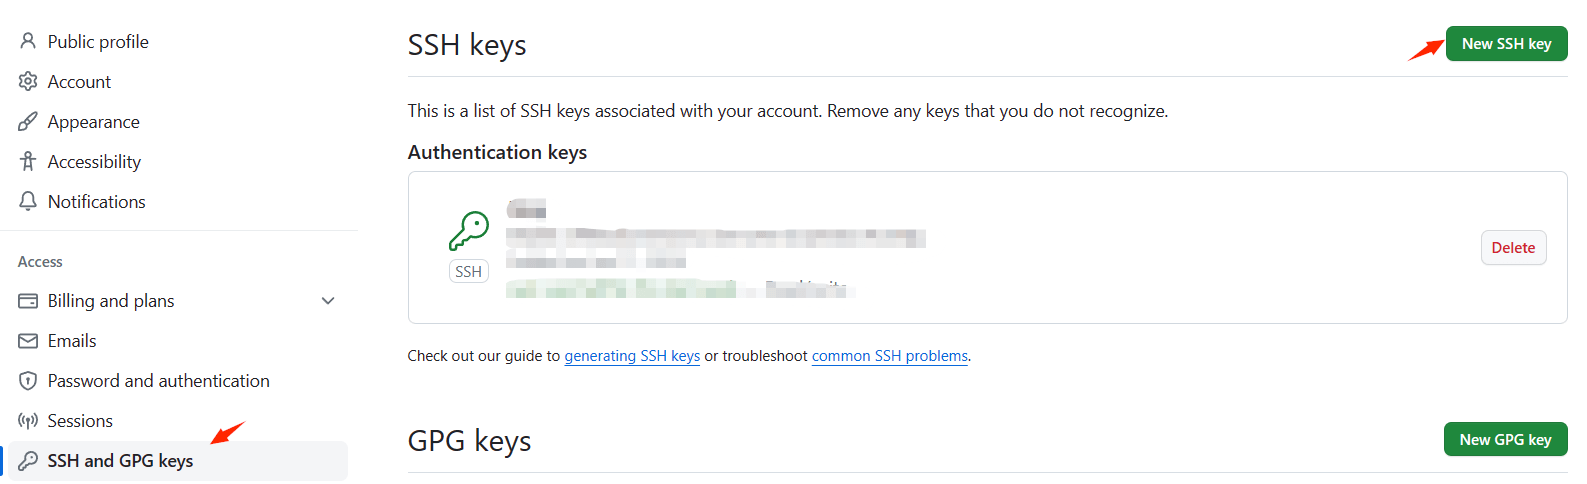 Public profile
Account
Appearance
Accessibility
Notifications
Access
Billing and plans
Emails
Password and authentication
Sessions
SSH and GPG keys
SSH keys
New SSH key
This is a list of SSH keys associated with your account. Remove any keys that you do not recognize.
Authentication keys
SSH
Delete
Check out our guide to generating SSH keys or troubleshoot common SSH problems.
GPG keys
New GPG key